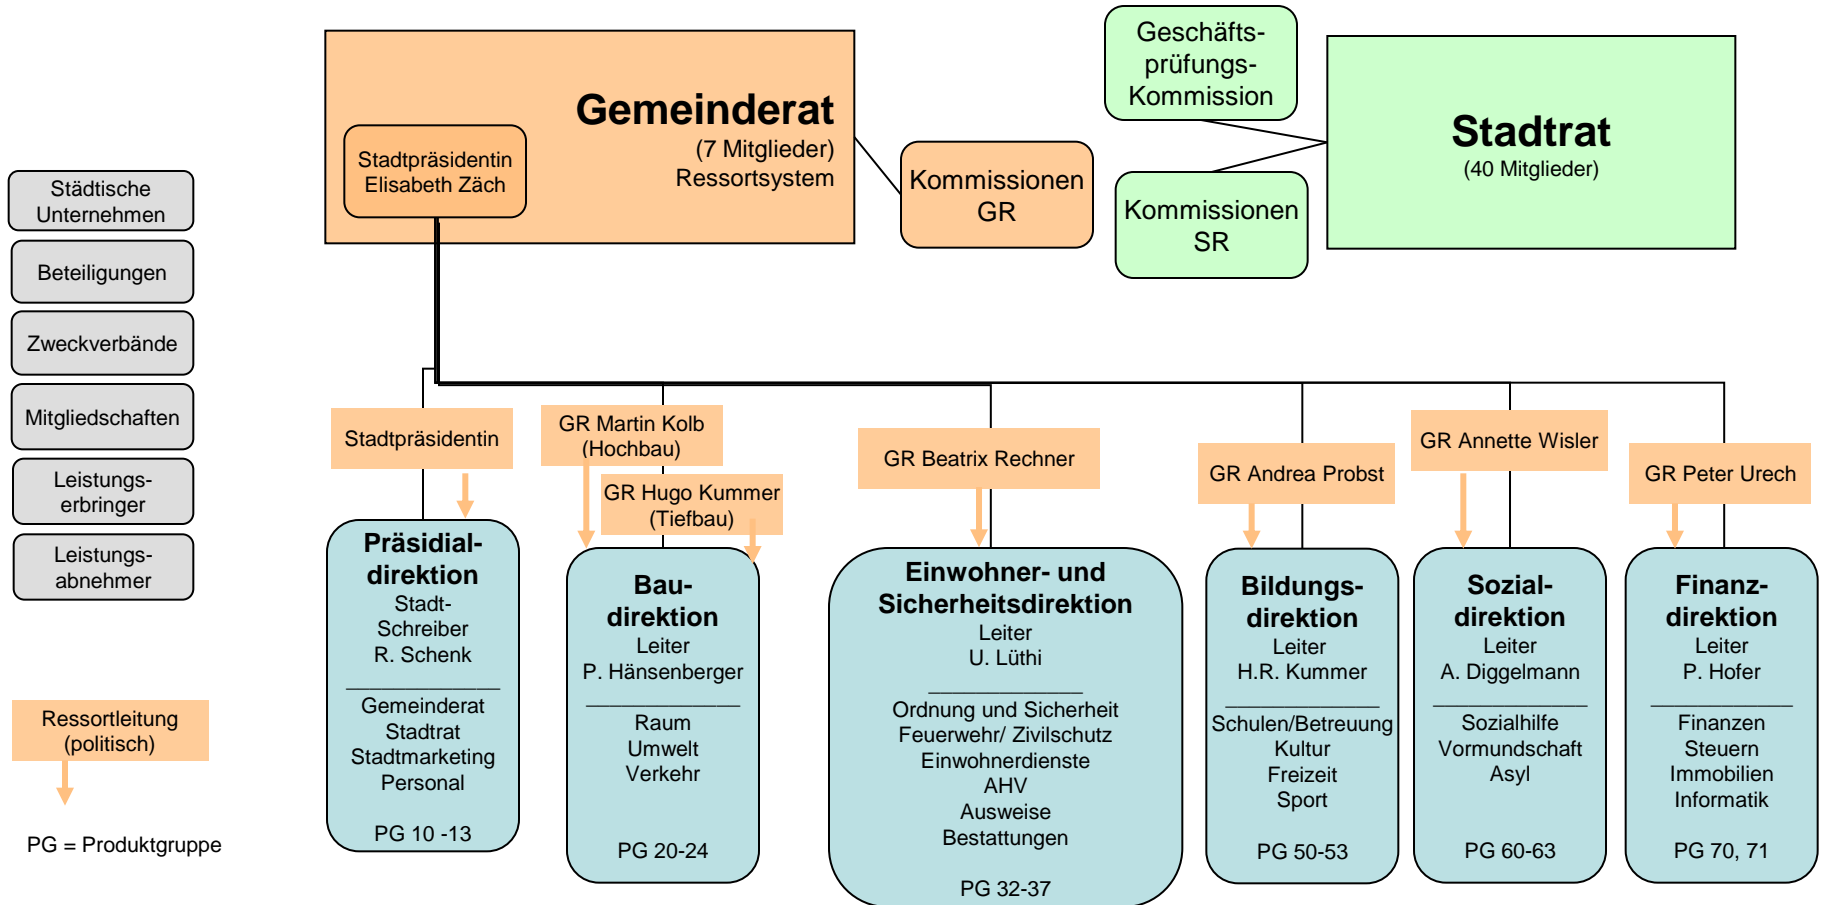 Gemeinderat
(7 Mitglieder)
Ressortsystem
Stadtpräsidentin
Elisabeth Zäch
Kommissionen
GR
Geschäfts-
prüfungs-
Kommission
Kommissionen
SR
Stadtrat
(40 Mitglieder)
Städtische
Unternehmen
Beteiligungen
Zweckverbände
Mitgliedschaften
Leistungs-
erbringer
Leistungs-
abnehmer
Ressortleitung
(politisch)
PG = Produktgruppe
Stadtpräsidentin
Präsidial-
direktion
Stadt-
Schreiber
R. Schenk
Gemeinderat
Stadtrat
Stadtmarketing
Personal
PG 10 -13
GR Martin Kolb
(Hochbau)
GR Hugo Kummer
(Tiefbau)
Bau-
direktion
Leiter
P. Hänsenberger
Raum
Umwelt
Verkehr
PG 20-24
GR Beatrix Rechner
Einwohner- und
Sicherheitsdirektion
Leiter
U. Lüthi
Ordnung und Sicherheit
Feuerwehr/ Zivilschutz
Einwohnerdienste
AHV
Ausweise
Bestattungen
PG 32-37
GR Andrea Probst
Bildungs-
direktion
Leiter
H.R. Kummer
Schulen/Betreuung
Kultur
Freizeit
Sport
PG 50-53
GR Annette Wisler
Sozial-
direktion
Leiter
A. Diggelmann
Sozialhilfe
Vormundschaft
Asyl
PG 60-63
GR Peter Urech
Finanz-
direktion
Leiter
P. Hofer
Finanzen
Steuern
Immobilien
Informatik
PG 70, 71